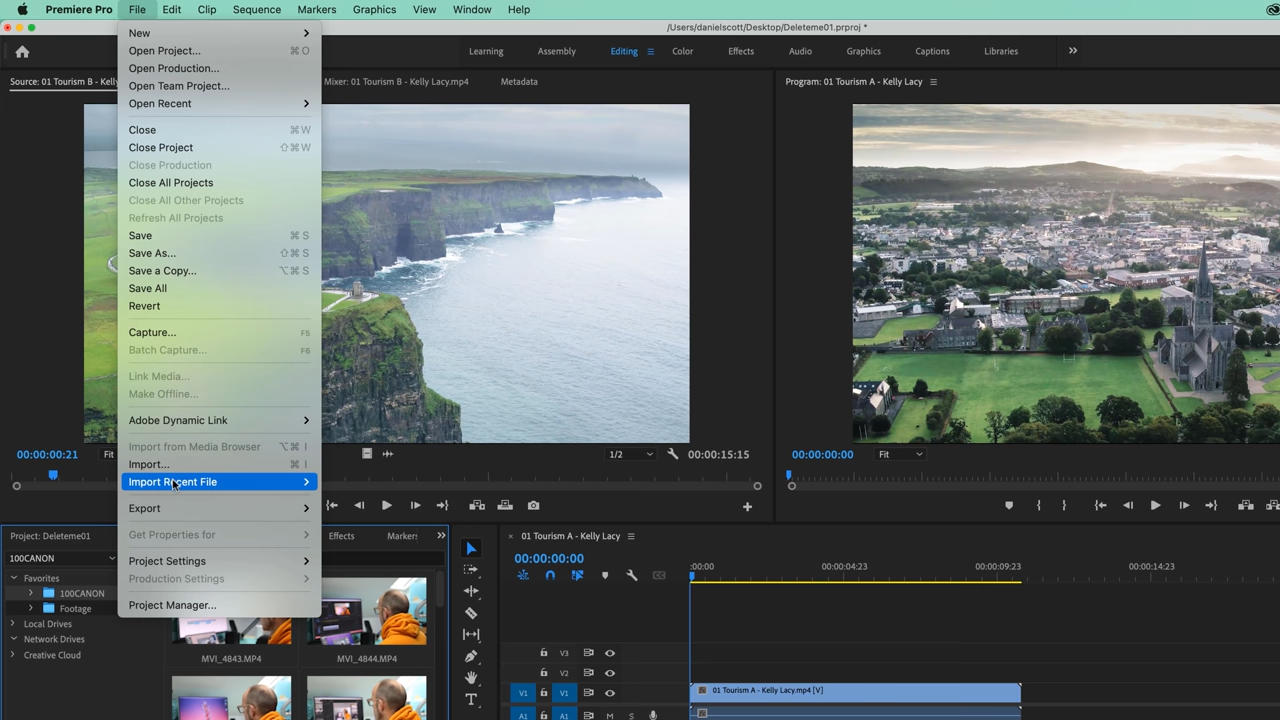 Premiere Pro File Edit Clip Sequence Markers Graphics View Window Help
/Users/danielscott/Desktop/Deleteme01.prproj *
Learning Assembly Editing Color Effects Audio Graphics Captions Libraries
Source: 01 Tourism B - Kelly
Mixer: 01 Tourism B - Kelly Lacy.mp4
Metadata
Program: 01 Tourism A - Kelly Lacy
New
Open Project... ⌘ O
Open Production...
Open Team Project...
Open Recent
Close ⌘ W
Close Project ⇧⌘ W
Close Production
Close All Projects
Close All Other Projects
Refresh All Projects
Save ⌘ S
Save As... ⇧⌘ S
Save a Copy... ⌥⌘ S
Save All
Revert
Capture... F5
Batch Capture... F6
Link Media...
Make Offline...
Adobe Dynamic Link
Import from Media Browser ⌥⌘ I
Import... ⌘ I
Import Recent File
Export
Get Properties for
Project Settings
Production Settings
Project Manager...
00:00:00:21 Fit 1/2 00:00:15:15
00:00:00:00 Fit
Project: Deleteme01
Effects
Markers
100CANON
Favorites
100CANON
Footage
Local Drives
Network Drives
Creative Cloud
MVI_4843.MP4 MVI_4844.MP4
× 01 Tourism A - Kelly Lacy
00:00:00:00
:00:00 00:00:04:23 00:00:09:23 00:00:14:23
V3
V2
V1 V1 01 Tourism A - Kelly Lacy.mp4 [V]
A1 A1 M S